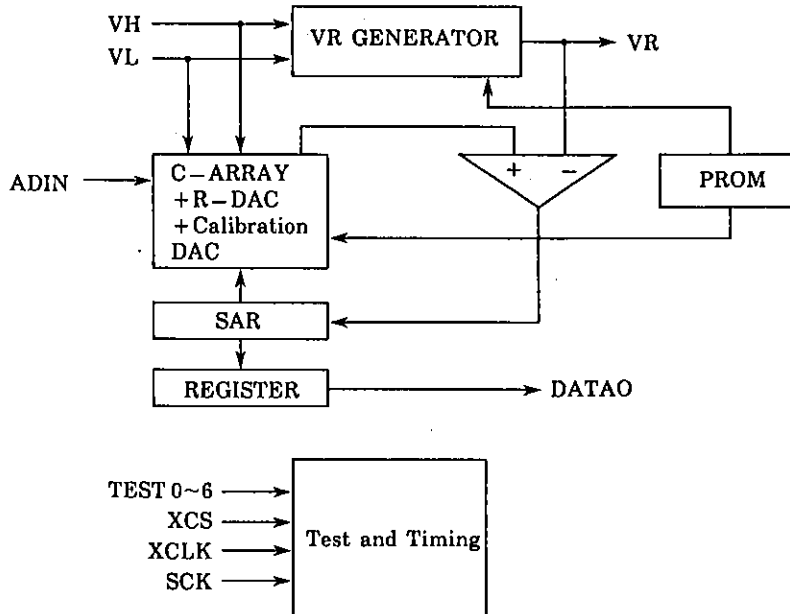 VH
VR GENERATOR
VR
VL
ADIN
C-ARRAY
+R-DAC
+Calibration
DAC
+
-
PROM
SAR
REGISTER
DATAO
TEST 0~6
XCS
XCLK
SCK
Test and Timing